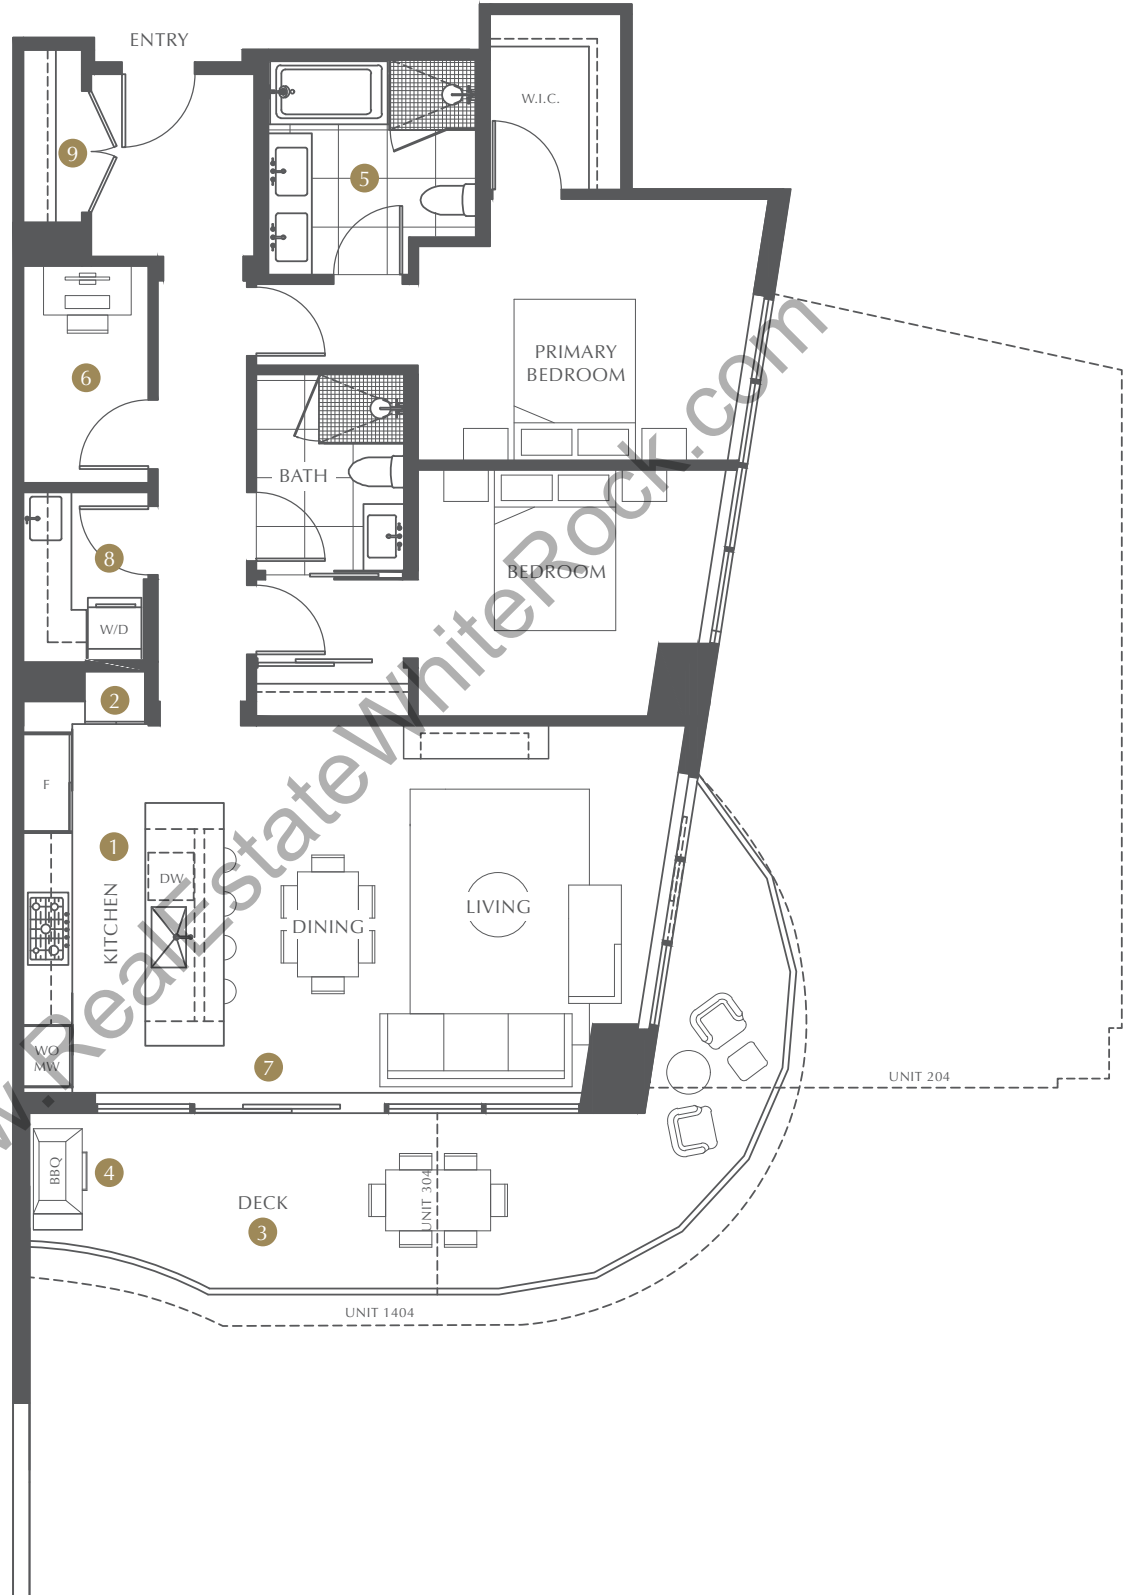 ENTRY
W.I.C.
9
5
PRIMARY
BEDROOM
6
BATH
8
BEDROOM
W/D
2
F
1
KITCHEN
DW
DINING
LIVING
WO
MW
7
UNIT 204
BBQ
4
DECK
3
UNIT 304
UNIT 1404
w.RealEstateWhiteRock.com